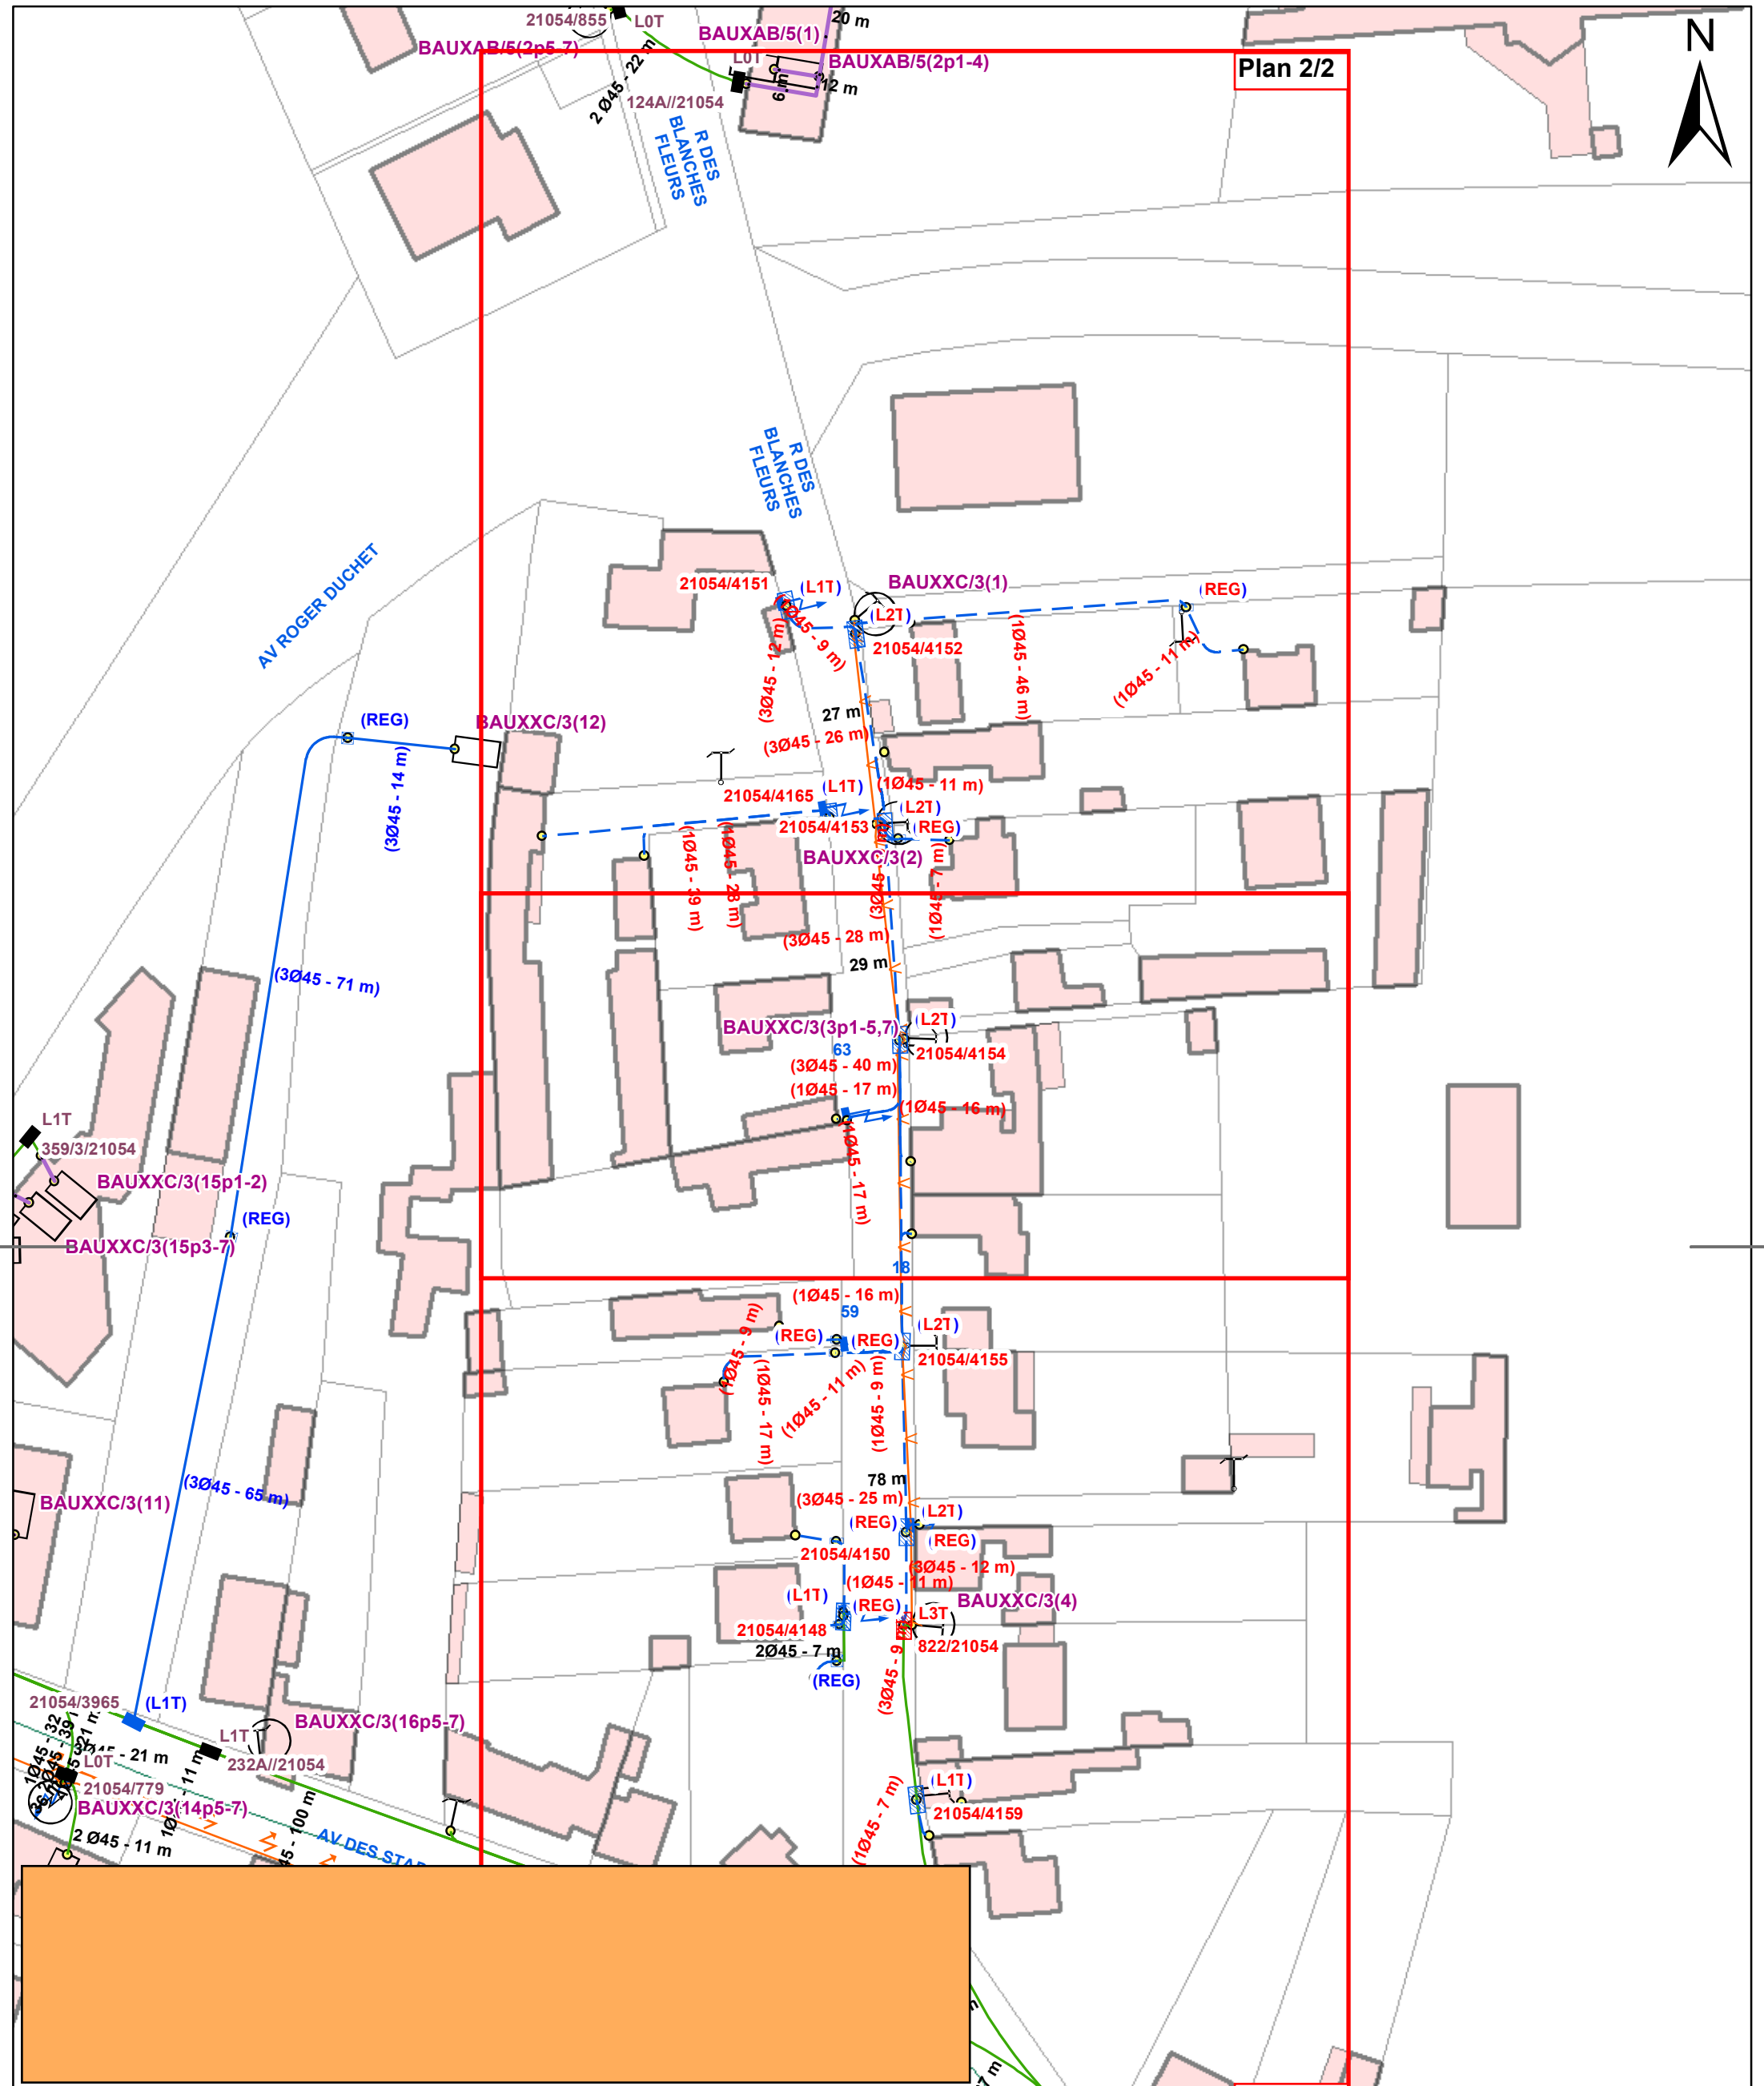 21054/855
L0T
BAUXAB/5(1)
20 m
BAUXAB/5(2p5-7)
2 Ø45 - 22 m
L0T
BAUXAB/5(2p1-4)
6 m
12 m
124A//21054
Plan 2/2
N
R DES
BLANCHES
FLEURS
R DES
BLANCHES
FLEURS
AV ROGER DUCHET
21054/4151
(L1T)
BAUXXC/3(1)
(REG)
(L2T)
21054/4152
(3Ø45 - 12 m)
(1Ø45 - 46 m)
(1Ø45 - 11 m)
27 m
(3Ø45 - 26 m)
(REG)
BAUXXC/3(12)
(3Ø45 - 14 m)
(L1T)
(1Ø45 - 11 m)
21054/4165
(L2T)
21054/4153
(REG)
BAUXXC/3(2)
(1Ø45 - 39 m)
(1Ø45 - 28 m)
(1Ø45 - 7 m)
(3Ø45 - 28 m)
29 m
(3Ø45 - 71 m)
BAUXXC/3(3p1-5,7)
(L2T)
63
21054/4154
(3Ø45 - 40 m)
(1Ø45 - 17 m)
(1Ø45 - 16 m)
(1Ø45 - 17 m)
L1T
359/3/21054
BAUXXC/3(15p1-2)
(REG)
BAUXXC/3(15p3-7)
18
(1Ø45 - 16 m)
59
(REG)
(REG)
(L2T)
21054/4155
(1Ø45 - 9 m)
(1Ø45 - 17 m)
(1Ø45 - 11 m)
(1Ø45 - 9 m)
78 m
(3Ø45 - 65 m)
BAUXXC/3(11)
(3Ø45 - 25 m)
(L2T)
(REG)
(REG)
21054/4150
(3Ø45 - 12 m)
(1Ø45 - 11 m)
(L1T)
(REG)
BAUXXC/3(4)
L3T
21054/4148
822/21054
2Ø45 - 7 m
(REG)
(3Ø45 - 9 m)
21054/3965
(L1T)
BAUXXC/3(16p5-7)
L1T
232A//21054
L0T
21054/779
BAUXXC/3(14p5-7)
2 Ø45 - 11 m
AV DES STA
(L1T)
21054/4159
(1Ø45 - 7 m)